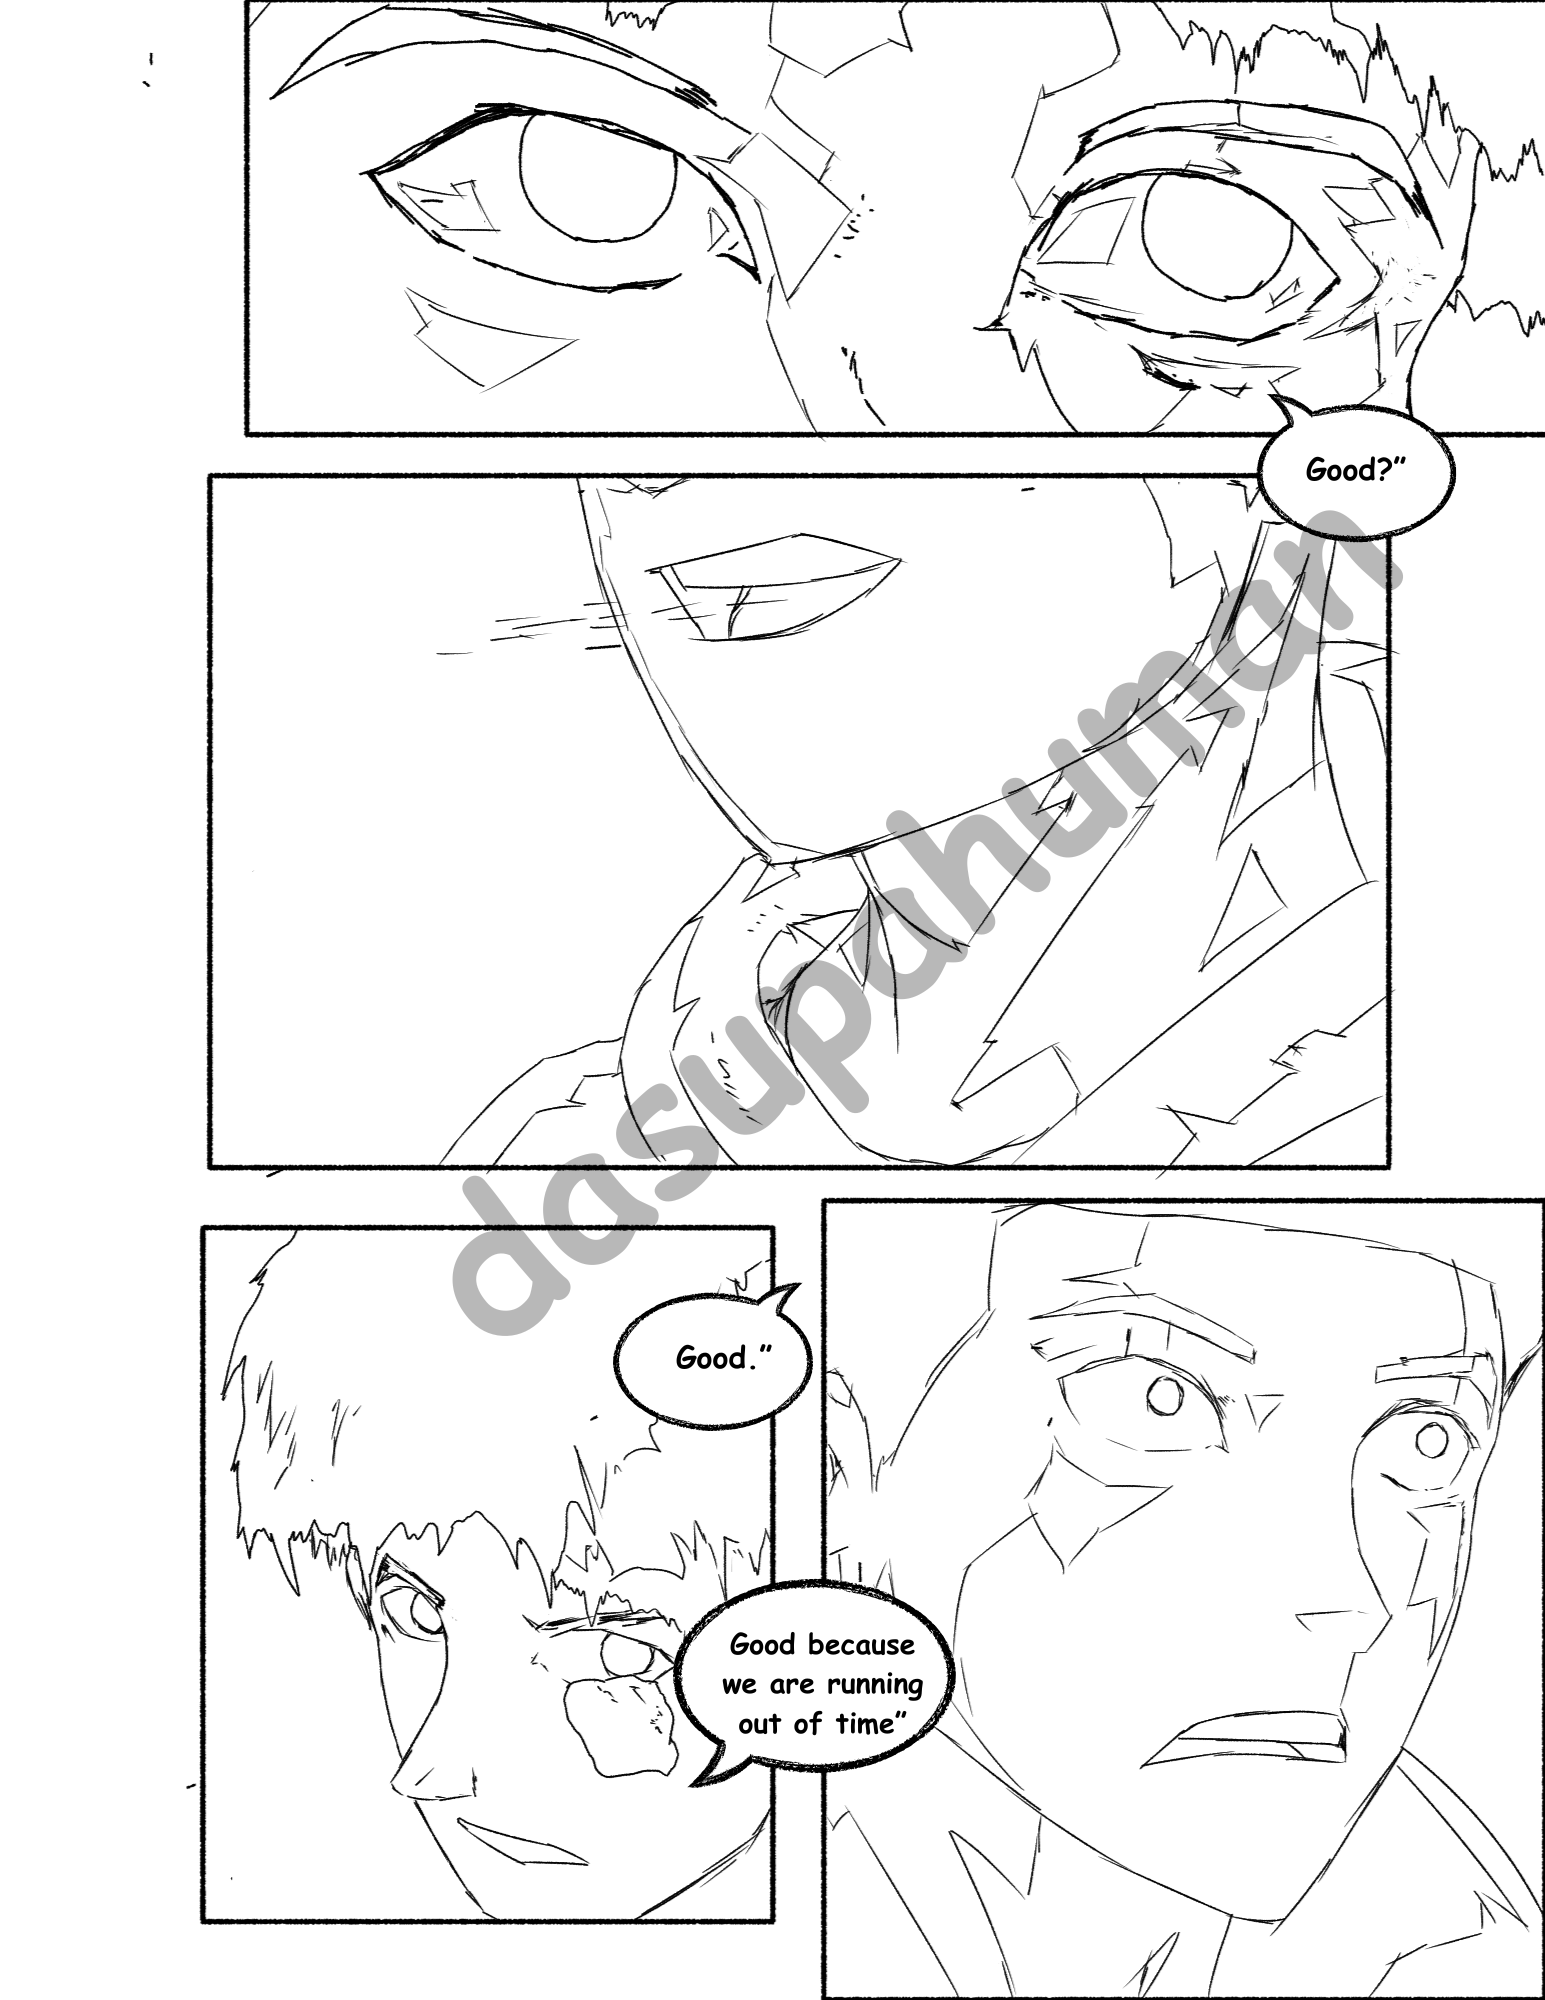 Good?”
dasupahuman
Good.”
Good because
we are running
out of time”